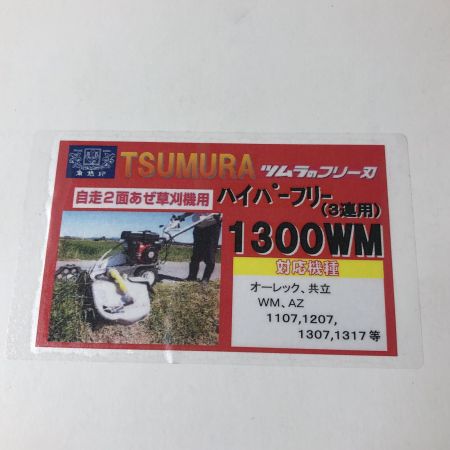 TSUMURA ツムラのフリー刃
自走2面あぜ草刈機用
ハイパーフリー
(3連用)
1300WM
対応機種
オーレック、共立
WM、AZ
1107,1207,
1307,1317 等